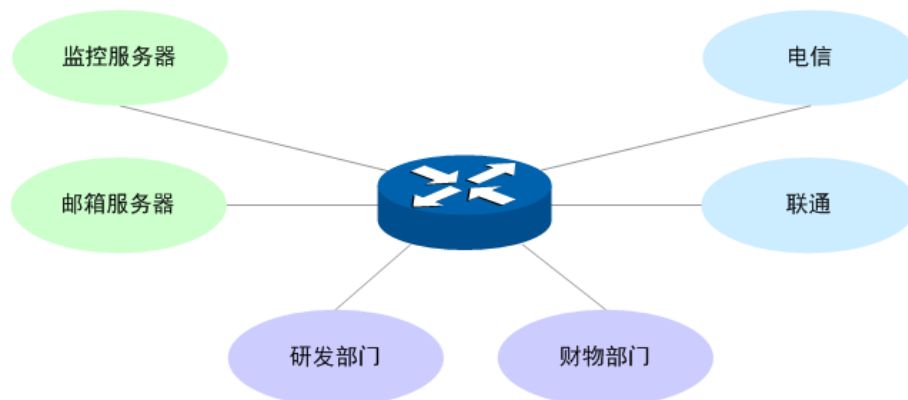 监控服务器
电信
邮箱服务器
联通
研发部门
财物部门